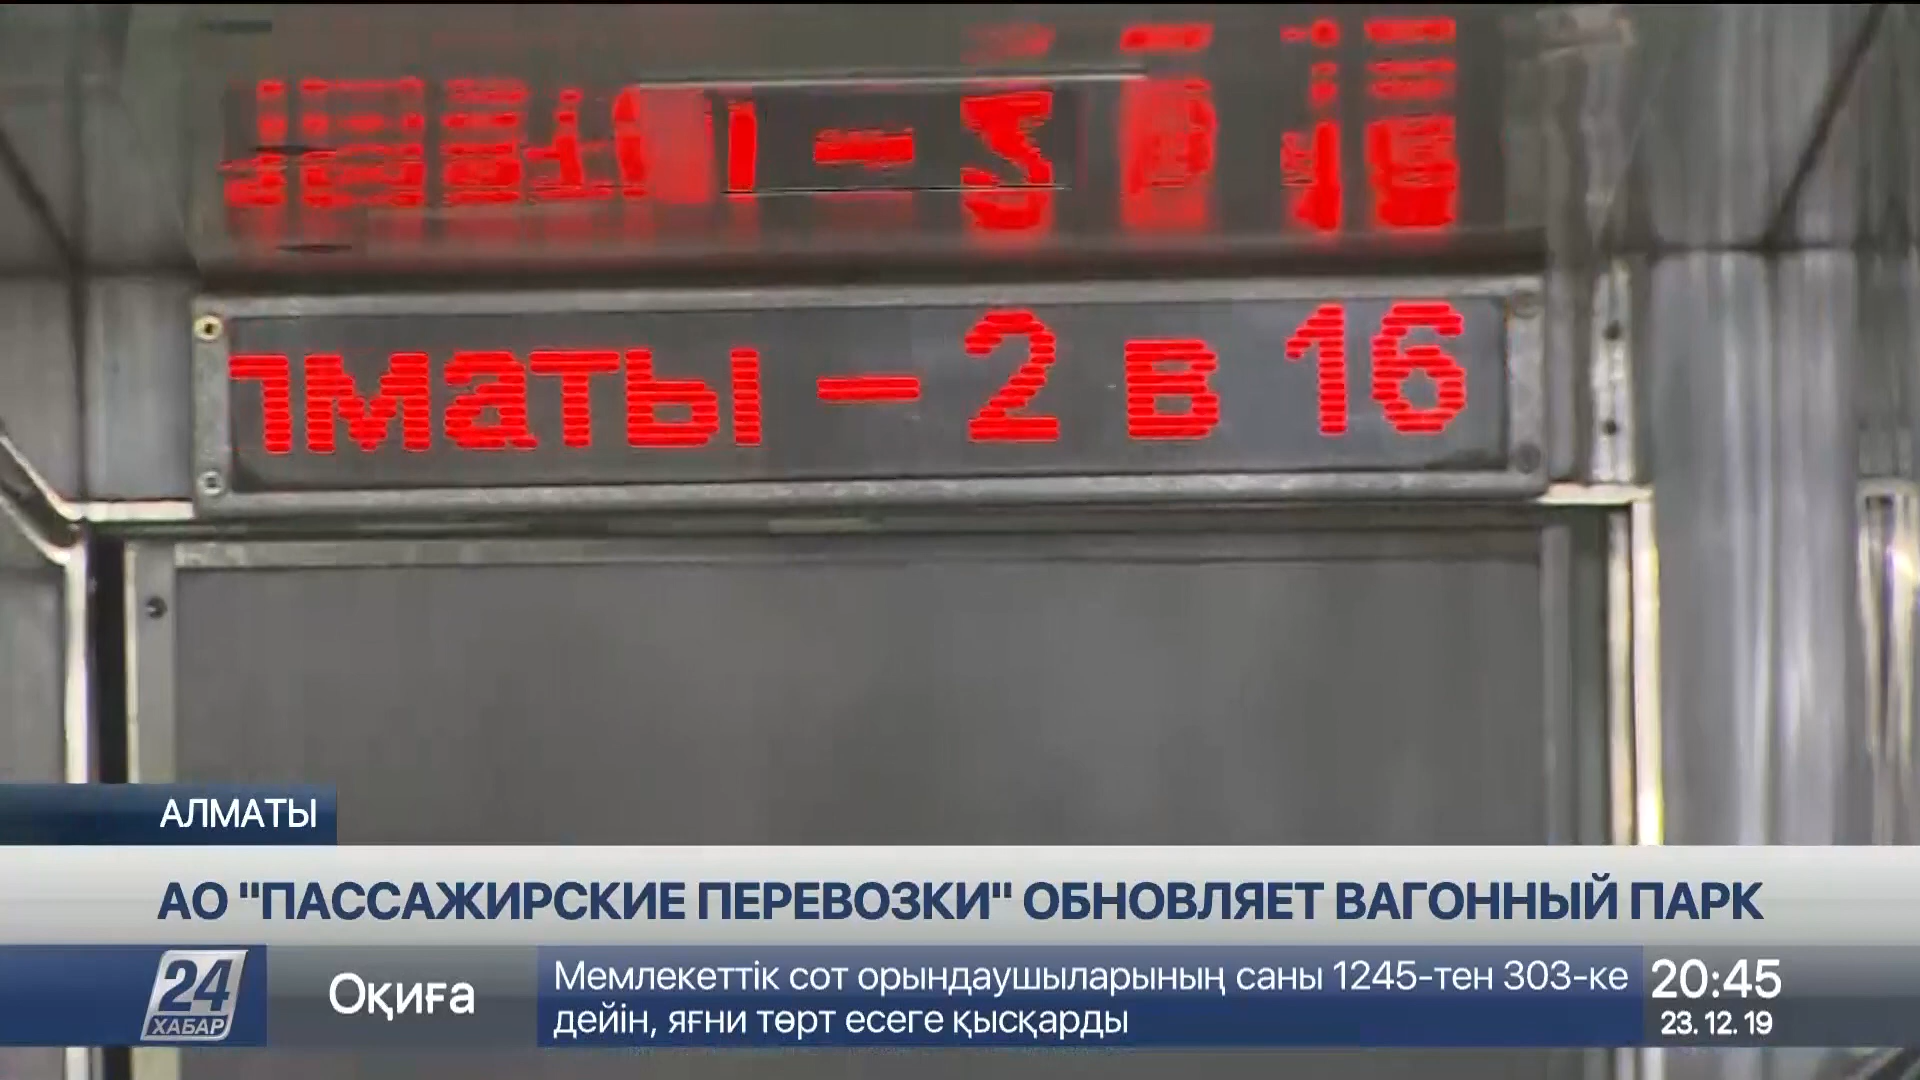 лматы – 2 в 16
АЛМАТЫ
АО "ПАССАЖИРСКИЕ ПЕРЕВОЗКИ" ОБНОВЛЯЕТ ВАГОННЫЙ ПАРК
24
ХАБАР
Оқиға
Мемлекеттік сот орындаушыларының саны 1245-тен 303-ке
дейін, яғни төрт есеге қысқарды
20:45
23.12.19